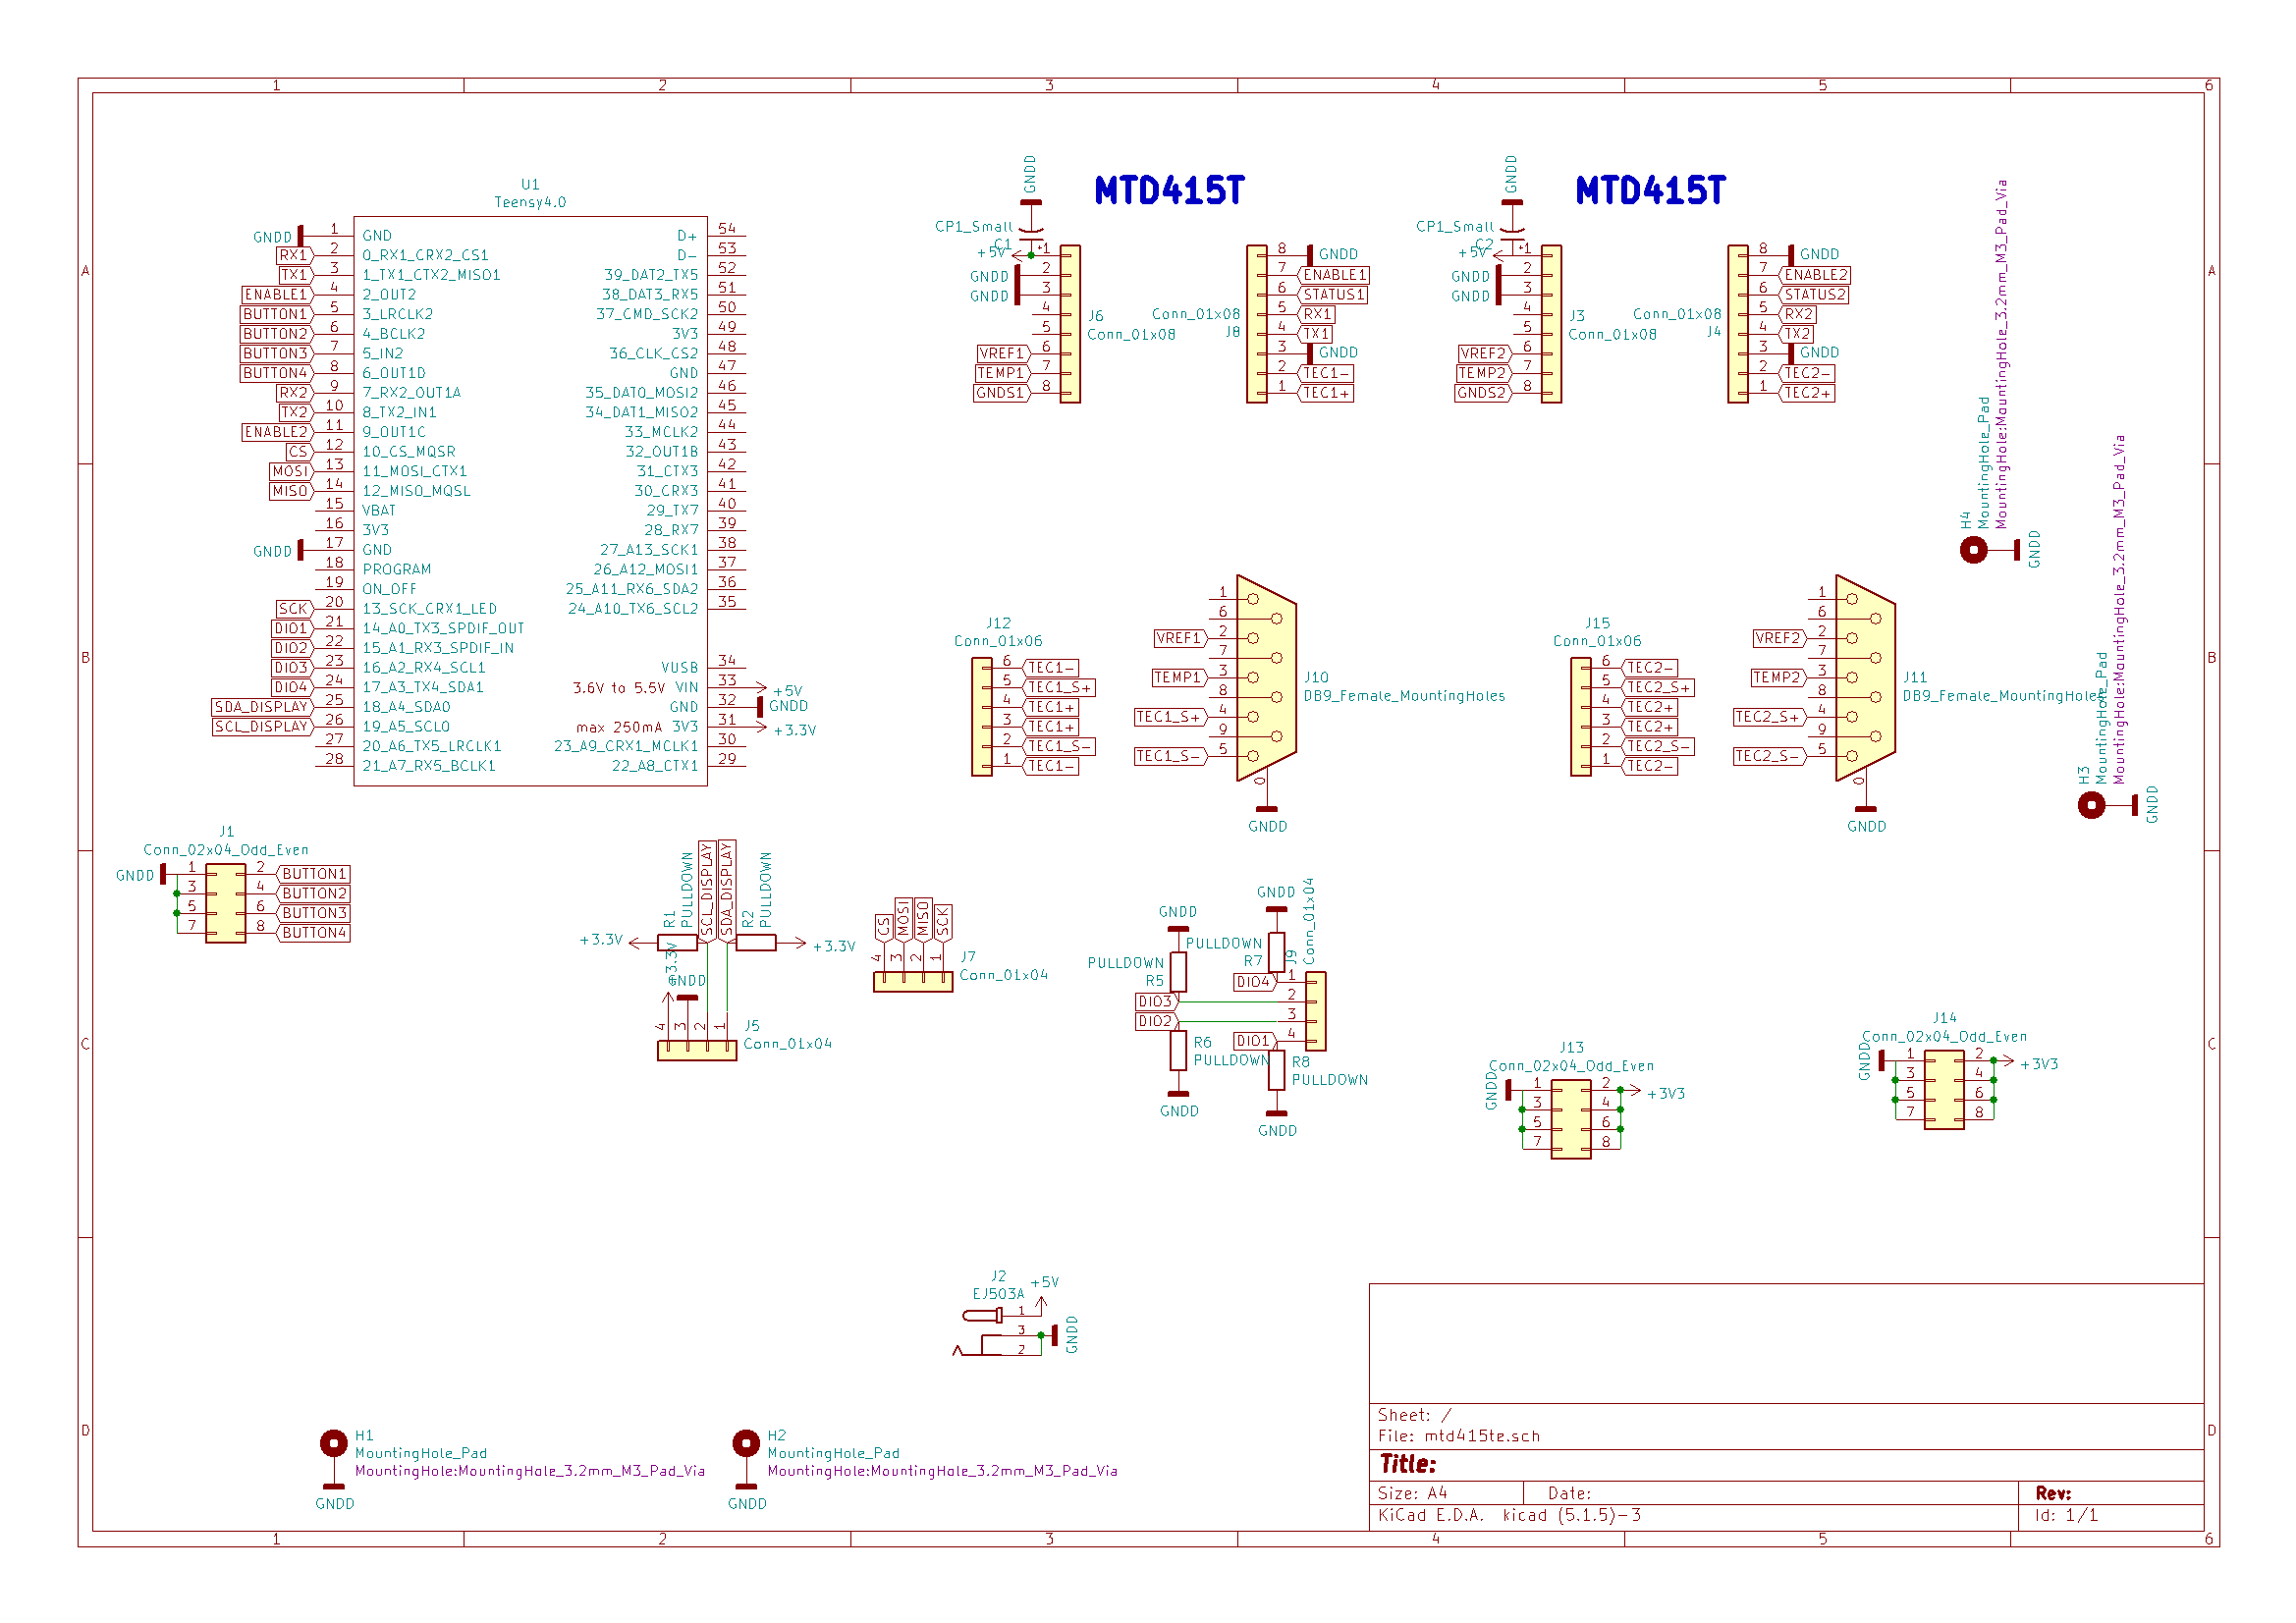 1 2 3 4 5 6
A
B
C
D
U1
Teensy4.0
GNDD 1 GND
RX1 2 0_RX1_CRX2_CS1
TX1 3 1_TX1_CTX2_MISO1
ENABLE1 4 2_OUT2
BUTTON1 5 3_LRCLK2
BUTTON2 6 4_BCLK2
BUTTON3 7 5_IN2
BUTTON4 8 6_OUT1D
RX2 9 7_RX2_OUT1A
TX2 10 8_TX2_IN1
ENABLE2 11 9_OUT1C
CS 12 10_CS_MQSR
MOSI 13 11_MOSI_CTX1
MISO 14 12_MISO_MQSL
15 VBAT
16 3V3
GNDD 17 GND
18 PROGRAM
19 ON_OFF
SCK 20 13_SCK_CRX1_LED
DIO1 21 14_A0_TX3_SPDIF_OUT
DIO2 22 15_A1_RX3_SPDIF_IN
DIO3 23 16_A2_RX4_SCL1
DIO4 24 17_A3_TX4_SDA1
SDA_DISPLAY 25 18_A4_SDA0
SCL_DISPLAY 26 19_A5_SCL0
27 20_A6_TX5_LRCLK1
28 21_A7_RX5_BCLK1
D+ 54
D- 53
39_DAT2_TX5 52
38_DAT3_RX5 51
37_CMD_SCK2 50
3V3 49
36_CLK_CS2 48
GND 47
35_DAT0_MOSI2 46
34_DAT1_MISO2 45
33_MCLK2 44
32_OUT1B 43
31_CTX3 42
30_CRX3 41
29_TX7 40
28_RX7 39
27_A13_SCK1 38
26_A12_MOSI1 37
25_A11_RX6_SDA2 36
24_A10_TX6_SCL2 35
VUSB 34
3.6V to 5.5V VIN 33 +5V
GND 32 GNDD
max 250mA 3V3 31 +3.3V
23_A9_CRX1_MCLK1 30
22_A8_CTX1 29
MTD415T
GNDD
CP1_Small
C1
+5V 1
GNDD 2
GNDD 3
4
5
VREF1 6
TEMP1 7
GNDS1 8
J6
Conn_01x08
Conn_01x08
J8
8 GNDD
7 ENABLE1
6 STATUS1
5 RX1
4 TX1
3 GNDD
2 TEC1-
1 TEC1+
MTD415T
GNDD
CP1_Small
C2
+5V 1
GNDD 2
GNDD 3
4
5
VREF2 6
TEMP2 7
GNDS2 8
J3
Conn_01x08
Conn_01x08
J4
8 GNDD
7 ENABLE2
6 STATUS2
5 RX2
4 TX2
3 GNDD
2 TEC2-
1 TEC2+
H4
MountingHole_Pad
MountingHole:MountingHole_3.2mm_M3_Pad_Via
GNDD
H3
MountingHole_Pad
MountingHole:MountingHole_3.2mm_M3_Pad_Via
GNDD
J12
Conn_01x06
6 TEC1-
5 TEC1_S+
4 TEC1+
3 TEC1+
2 TEC1_S-
1 TEC1-
1
6
VREF1 2
7
TEMP1 3
8
TEC1_S+ 4
9
TEC1_S- 5
0
GNDD
J10
DB9_Female_MountingHoles
J15
Conn_01x06
6 TEC2-
5 TEC2_S+
4 TEC2+
3 TEC2+
2 TEC2_S-
1 TEC2-
1
6
VREF2 2
7
TEMP2 3
8
TEC2_S+ 4
9
TEC2_S- 5
0
GNDD
J11
DB9_Female_MountingHoles
J1
Conn_02x04_Odd_Even
GNDD 1 2 BUTTON1
3 4 BUTTON2
5 6 BUTTON3
7 8 BUTTON4
R1
PULLDOWN
SCL_DISPLAY
SDA_DISPLAY
R2
PULLDOWN
+3.3V
+3.3V
+3.3V
GNDD
4 3 2 1
J5
Conn_01x04
CS MOSI MISO SCK
4 3 2 1
J7
Conn_01x04
GNDD
PULLDOWN
R5
GNDD
PULLDOWN
R7
J9
Conn_01x04
DIO4 1
DIO3 2
DIO2 3
DIO1 4
R6
PULLDOWN
GNDD
R8
PULLDOWN
GNDD
J13
Conn_02x04_Odd_Even
GNDD 1 2 +3V3
3 4
5 6
7 8
J14
Conn_02x04_Odd_Even
GNDD 1 2 +3V3
3 4
5 6
7 8
J2
EJ503A
+5V
1
3
2
GNDD
H1
MountingHole_Pad
MountingHole:MountingHole_3.2mm_M3_Pad_Via
GNDD
H2
MountingHole_Pad
MountingHole:MountingHole_3.2mm_M3_Pad_Via
GNDD
Sheet: /
File: mtd415te.sch
Title:
Size: A4 Date: Rev:
KiCad E.D.A. kicad (5.1.5)-3 Id: 1/1
A
B
C
D
1 2 3 4 5 6